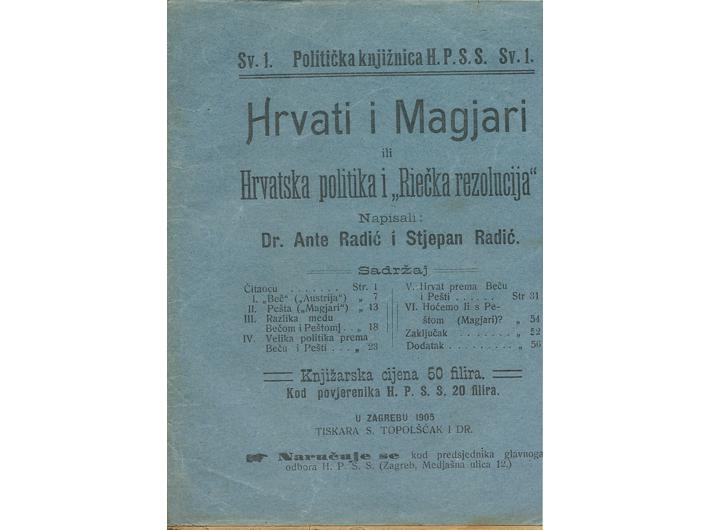 Sv. 1. Politička knjižnica H. P. S. S. Sv. 1.
Hrvati i Magjari
ili
Hrvatska politika i „Riečka rezolucija“
Napisali:
Dr. Ante Radić i Stjepan Radić.
Sadržaj
Čitaocu . . . . . . . Str. 1
I. „Beč“ („Austrija“) „ 7
II. Pešta („Magjari“) „ 13
III. Razlika među
Bečom i Peštom . . „ 18
IV. Velika politika prema
Beču i Pešti . . . „ 23
V. Hrvat prema Beču
i Pešti . . . . . Str 31
VI. Hoćemo li s Pe-
štom (Magjari)? „ 54
Zaključak . . . . . . . „ 52
Dodatak . . . . . . . . „ 56
Knjižarska cijena 50 filira.
Kod povjerenika H. P. S. S. 20 filira.
U ZAGREBU 1905
TISKARA S. TOPOLŠČAK I DR.
Naručuje se kod predsjednika glavnoga
odbora H. P. S. S. (Zagreb, Medjašna ulica 12.)